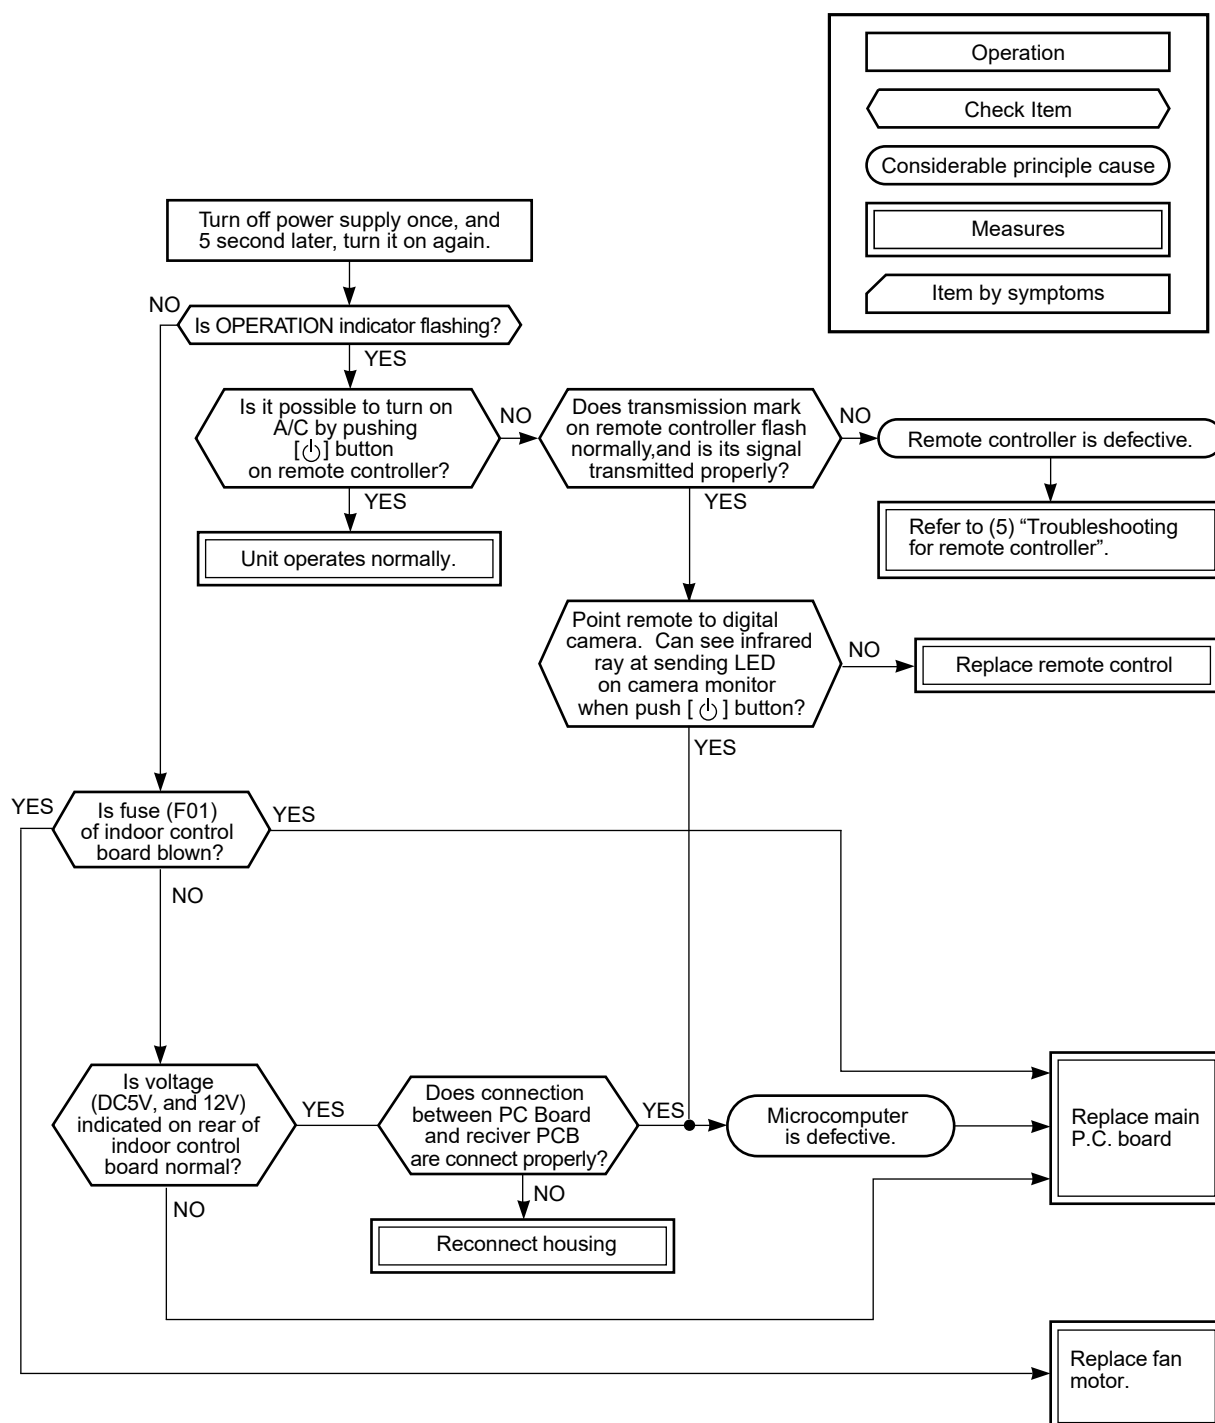 Operation
Check Item
Considerable principle cause
Measures
Item by symptoms
Turn off power supply once, and
5 second later, turn it on again.
NO
Is OPERATION indicator flashing?
YES
Is it possible to turn on
A/C by pushing
[⏻] button
on remote controller?
NO
Does transmission mark
on remote controller flash
normally,and is its signal
transmitted properly?
NO
Remote controller is defective.
YES
YES
Unit operates normally.
Refer to (5) “Troubleshooting
for remote controller”.
Point remote to digital
camera. Can see infrared
ray at sending LED
on camera monitor
when push [ ⏻ ] button?
NO
Replace remote control
YES
YES
Is fuse (F01)
of indoor control
board blown?
YES
NO
Is voltage
(DC5V, and 12V)
indicated on rear of
indoor control
board normal?
YES
Does connection
between PC Board
and reciver PCB
are connect properly?
YES
Microcomputer
is defective.
Replace main
P.C. board
NO
NO
Reconnect housing
Replace fan
motor.